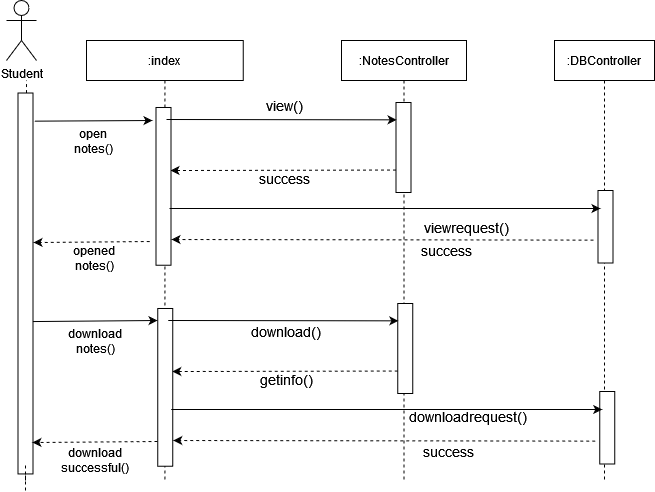 Student
:index
:NotesController
:DBController
view()
open
notes()
success
viewrequest()
opened
notes()
success
download()
download
notes()
getinfo()
downloadrequest()
download
successful()
success